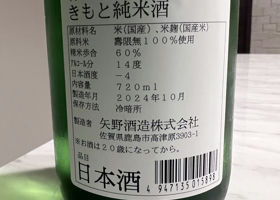 きもと純米酒
原材料名 米(国産)、米麹(国産米)
原料米 壽限無100%使用
精米歩合 60%
アルコール分 14度
日本酒度 -4
内容量 720ml
製造年月 2024年10月
保存方法 冷暗所
製造者 矢野酒造株式会社
佐賀県鹿島市高津原3903-1
※お酒は20歳になってから。
品目
日本酒
4 947135 015898